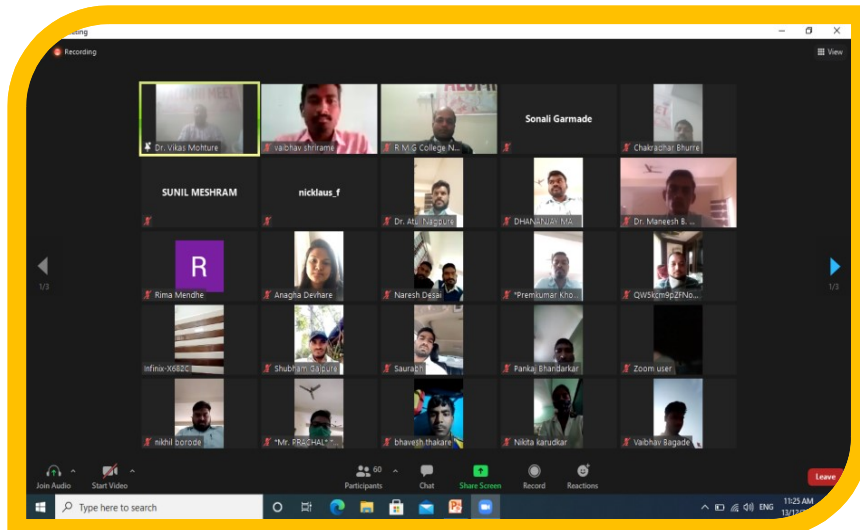 Recording
View
Dr. Vikas Mohture
vaibhav shrirame
R M G College N...
Sonali Garmade
Chakradhar Bhurre
SUNIL MESHRAM
nicklaus_f
Dr. Atul Nagpure
DHANANJAY MA...
Dr. Maneesh B. ...
1/3
1/3
R
Rima Mendhe
Anagha Devhare
Naresh Desai
*Premkumar Kho...
QW5kcm9pZFNo...
Infinix-X682C
Shubham Gajpure
Saurabh
Pankaj Bhandarkar
Zoom user
nikhil borode
*Mr. PRACHAL* *...
bhavesh thakare
Nikita karudkar
Vaibhav Bagade
60
Join Audio
Start Video
Participants
Chat
Share Screen
Record
Reactions
Leave
Type here to search
ENG
11:25 AM